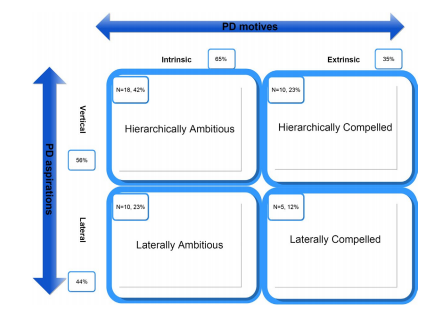 PD motives
Intrinsic
65%
Extrinsic
35%
PD aspirations
Vertical
56%
N=18, 42%
Hierarchically Ambitious
N=10, 23%
Hierarchically Compelled
Lateral
44%
N=10, 23%
Laterally Ambitious
N=5, 12%
Laterally Compelled